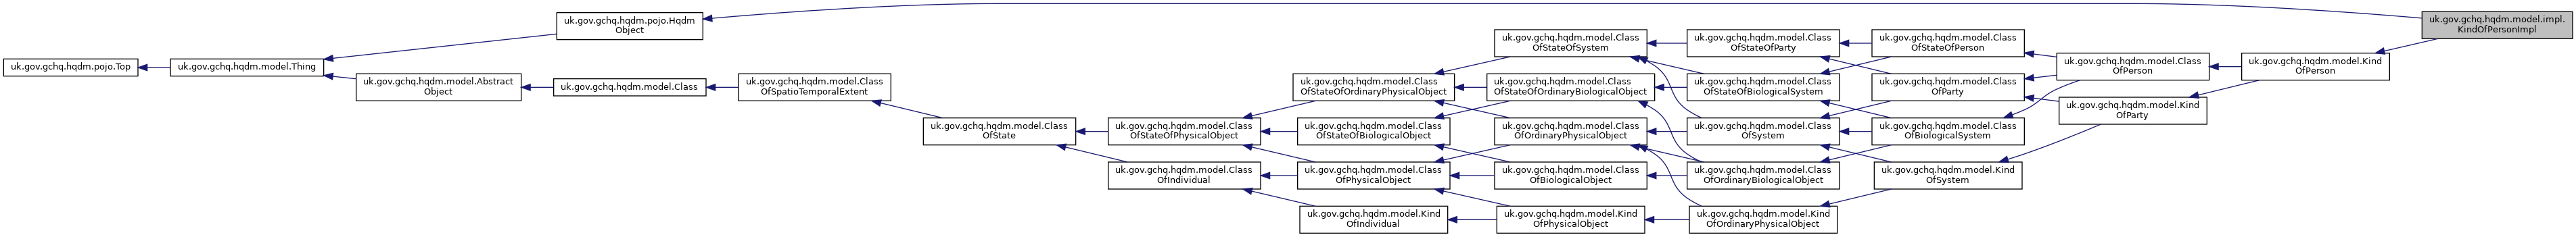 uk.gov.gchq.hqdm.pojo.Top
uk.gov.gchq.hqdm.model.Thing
uk.gov.gchq.hqdm.pojo.Hqdm
Object
uk.gov.gchq.hqdm.model.Abstract
Object
uk.gov.gchq.hqdm.model.Class
uk.gov.gchq.hqdm.model.Class
OfSpatioTemporalExtent
uk.gov.gchq.hqdm.model.Class
OfState
uk.gov.gchq.hqdm.model.Class
OfStateOfPhysicalObject
uk.gov.gchq.hqdm.model.Class
OfIndividual
uk.gov.gchq.hqdm.model.Class
OfStateOfOrdinaryPhysicalObject
uk.gov.gchq.hqdm.model.Class
OfStateOfBiologicalObject
uk.gov.gchq.hqdm.model.Class
OfPhysicalObject
uk.gov.gchq.hqdm.model.Kind
OfIndividual
uk.gov.gchq.hqdm.model.Class
OfStateOfSystem
uk.gov.gchq.hqdm.model.Class
OfStateOfOrdinaryBiologicalObject
uk.gov.gchq.hqdm.model.Class
OfOrdinaryPhysicalObject
uk.gov.gchq.hqdm.model.Class
OfBiologicalObject
uk.gov.gchq.hqdm.model.Kind
OfPhysicalObject
uk.gov.gchq.hqdm.model.Class
OfStateOfParty
uk.gov.gchq.hqdm.model.Class
OfStateOfBiologicalSystem
uk.gov.gchq.hqdm.model.Class
OfSystem
uk.gov.gchq.hqdm.model.Class
OfOrdinaryBiologicalObject
uk.gov.gchq.hqdm.model.Kind
OfOrdinaryPhysicalObject
uk.gov.gchq.hqdm.model.Class
OfStateOfPerson
uk.gov.gchq.hqdm.model.Class
OfParty
uk.gov.gchq.hqdm.model.Class
OfBiologicalSystem
uk.gov.gchq.hqdm.model.Kind
OfSystem
uk.gov.gchq.hqdm.model.Class
OfPerson
uk.gov.gchq.hqdm.model.Kind
OfParty
uk.gov.gchq.hqdm.model.Kind
OfPerson
uk.gov.gchq.hqdm.model.impl.
KindOfPersonImpl